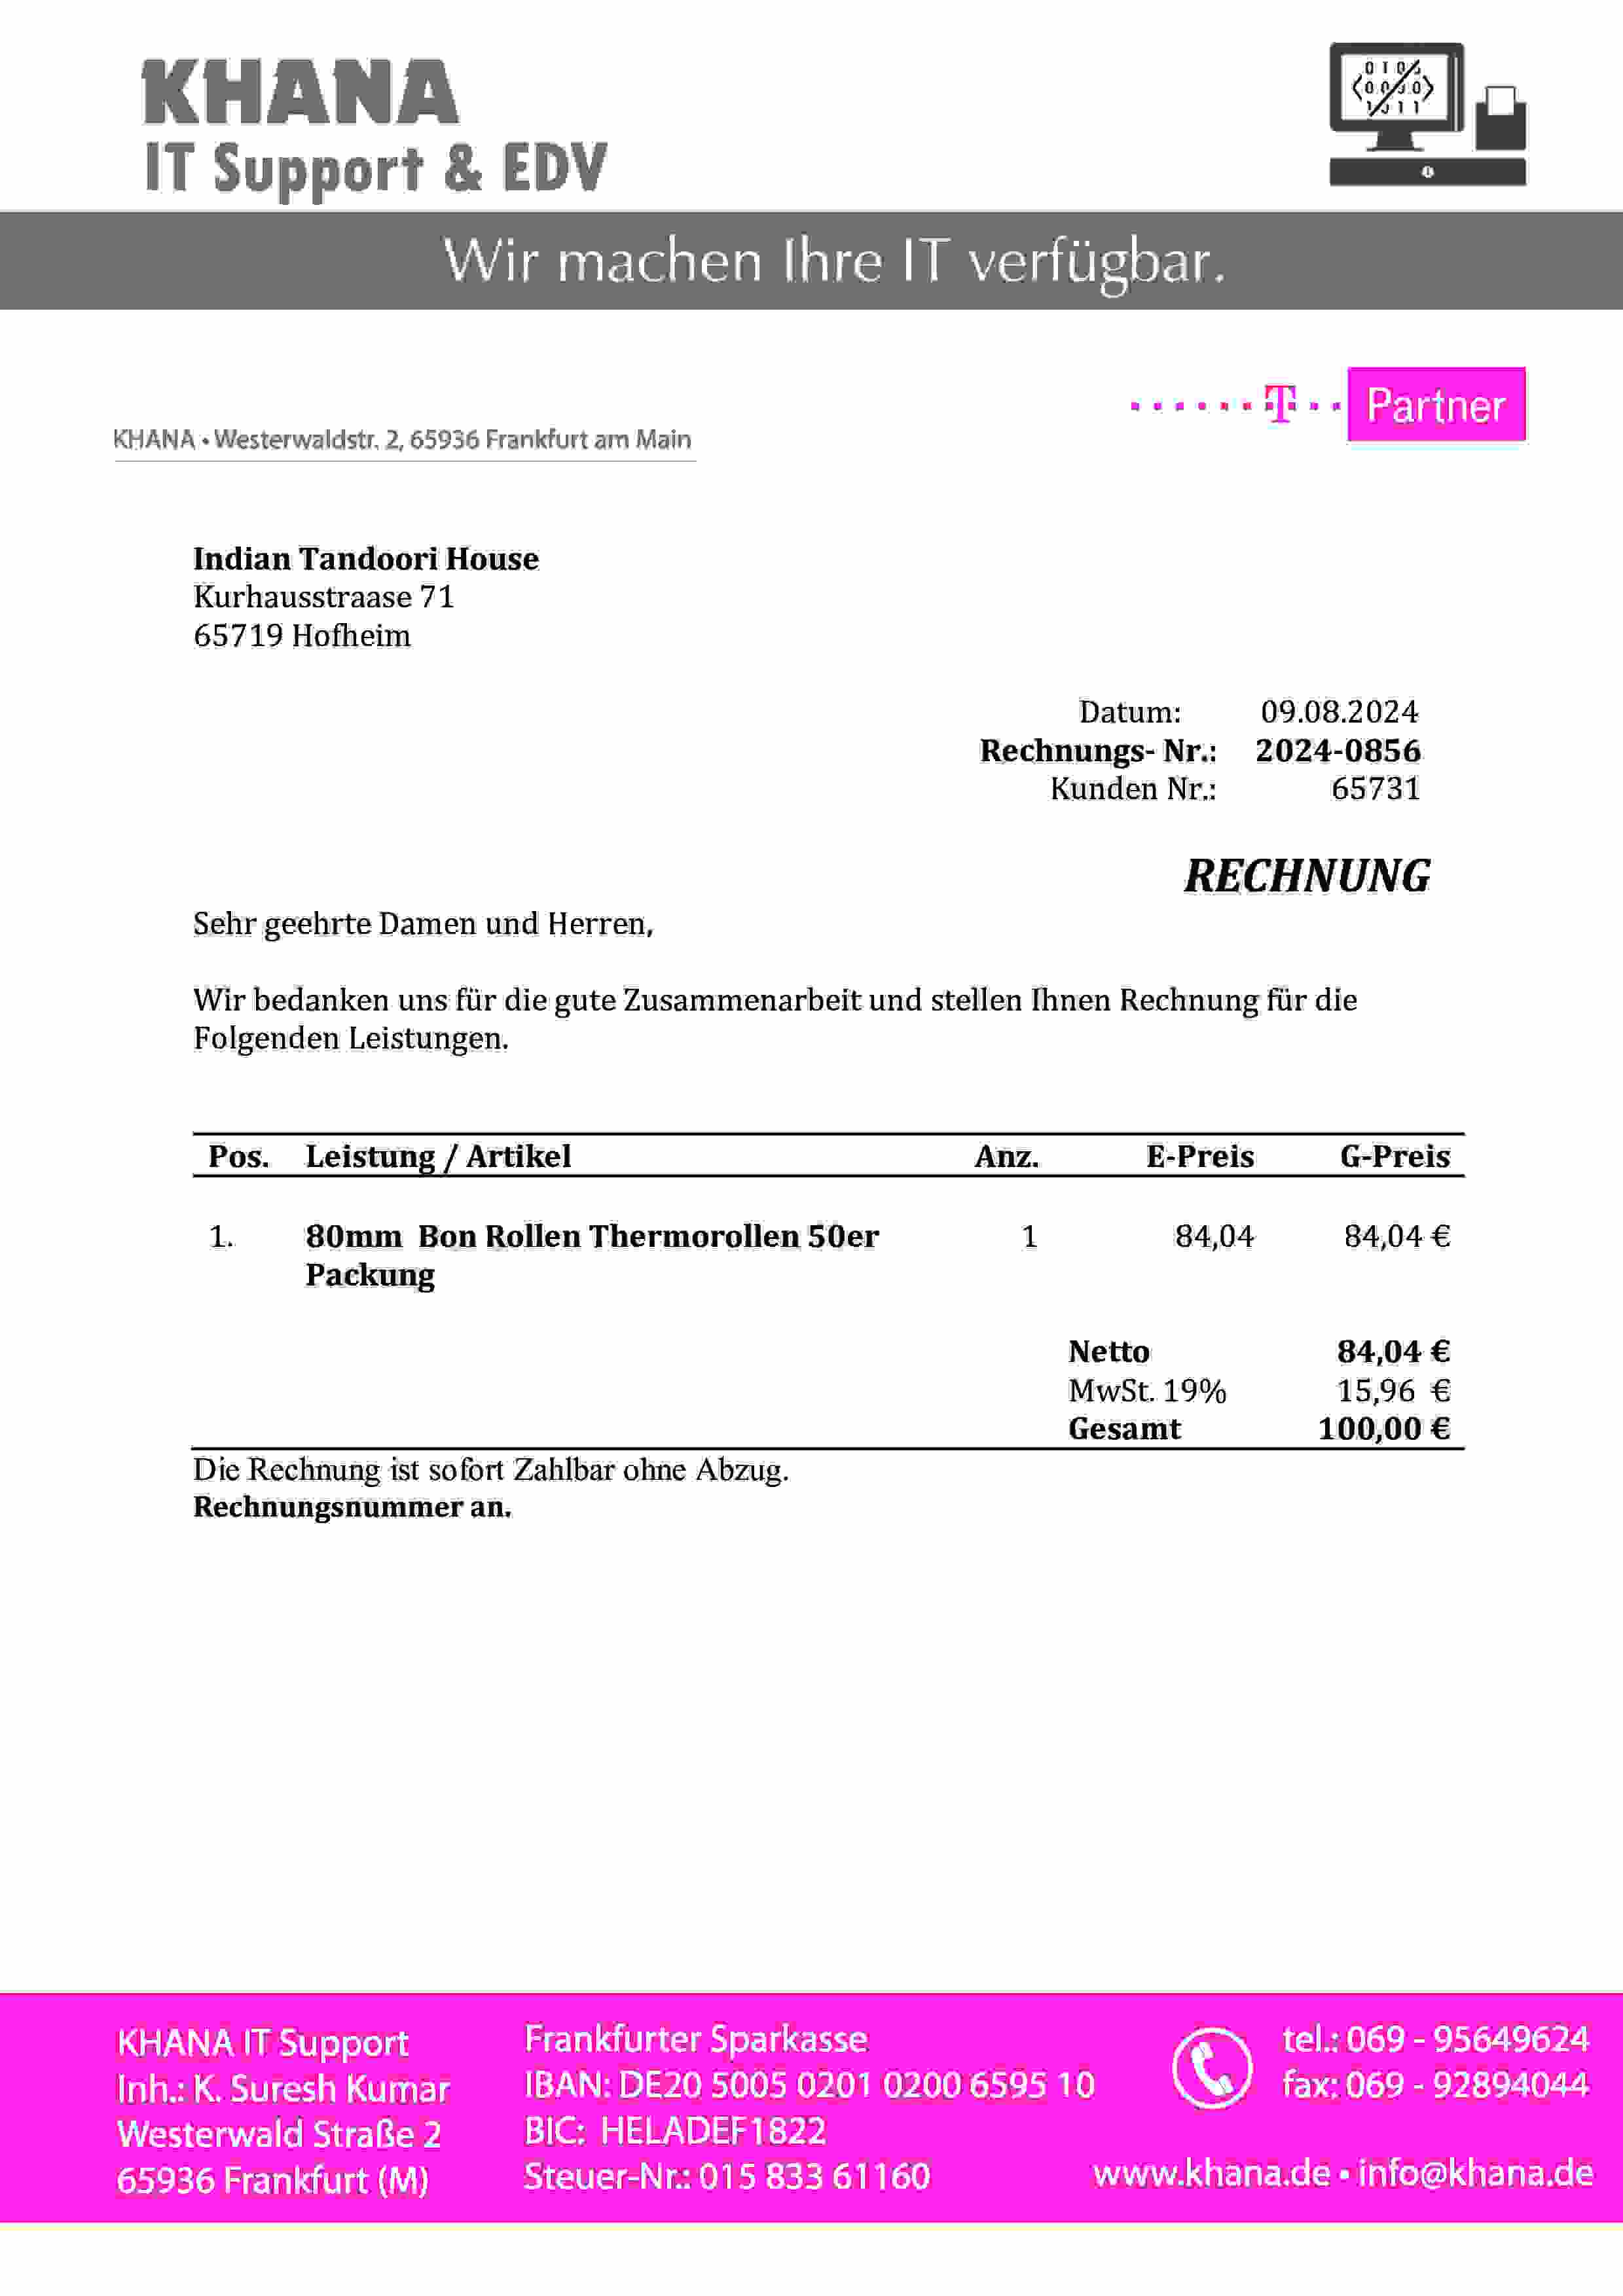 KHANA
IT Support & EDV
Wir machen Ihre IT verfügbar.
T Partner
KHANA • Westerwaldstr. 2, 65936 Frankfurt am Main
Indian Tandoori House
Kurhausstraase 71
65719 Hofheim
Datum: 09.08.2024
Rechnungs- Nr.: 2024-0856
Kunden Nr.: 65731
RECHNUNG
Sehr geehrte Damen und Herren,
Wir bedanken uns für die gute Zusammenarbeit und stellen Ihnen Rechnung für die
Folgenden Leistungen.
Pos. Leistung / Artikel Anz. E-Preis G-Preis
1. 80mm Bon Rollen Thermorollen 50er 1 84,04 84,04 €
Packung
Netto 84,04 €
MwSt. 19% 15,96 €
Gesamt 100,00 €
Die Rechnung ist sofort Zahlbar ohne Abzug.
Rechnungsnummer an.
KHANA IT Support
Inh.: K. Suresh Kumar
Westerwald Straße 2
65936 Frankfurt (M)
Frankfurter Sparkasse
IBAN: DE20 5005 0201 0200 6595 10
BIC: HELADEF1822
Steuer-Nr.: 015 833 61160
tel.: 069 - 95649624
fax: 069 - 92894044
www.khana.de • info@khana.de